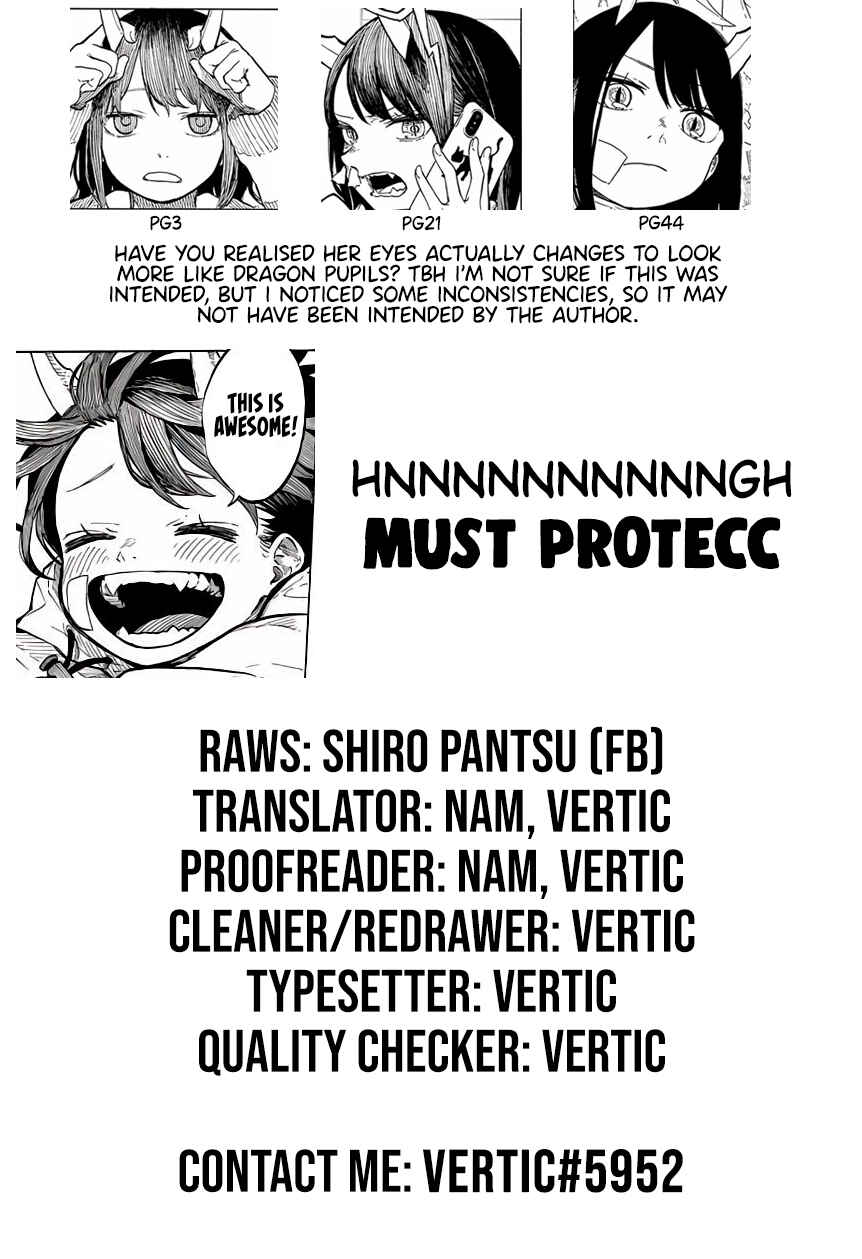 PG3
PG21
PG44
HAVE YOU REALISED HER EYES ACTUALLY CHANGES TO LOOK
MORE LIKE DRAGON PUPILS? TBH I'M NOT SURE IF THIS WAS
INTENDED, BUT I NOTICED SOME INCONSISTENCIES, SO IT MAY
NOT HAVE BEEN INTENDED BY THE AUTHOR.
THIS IS
AWESOME!
HNNNNNNNNNNNGH
MUST PROTECC
RAWS: SHIRO PANTSU (FB)
TRANSLATOR: NAM, VERTIC
PROOFREADER: NAM, VERTIC
CLEANER/REDRAWER: VERTIC
TYPESETTER: VERTIC
QUALITY CHECKER: VERTIC
CONTACT ME: VERTIC#5952